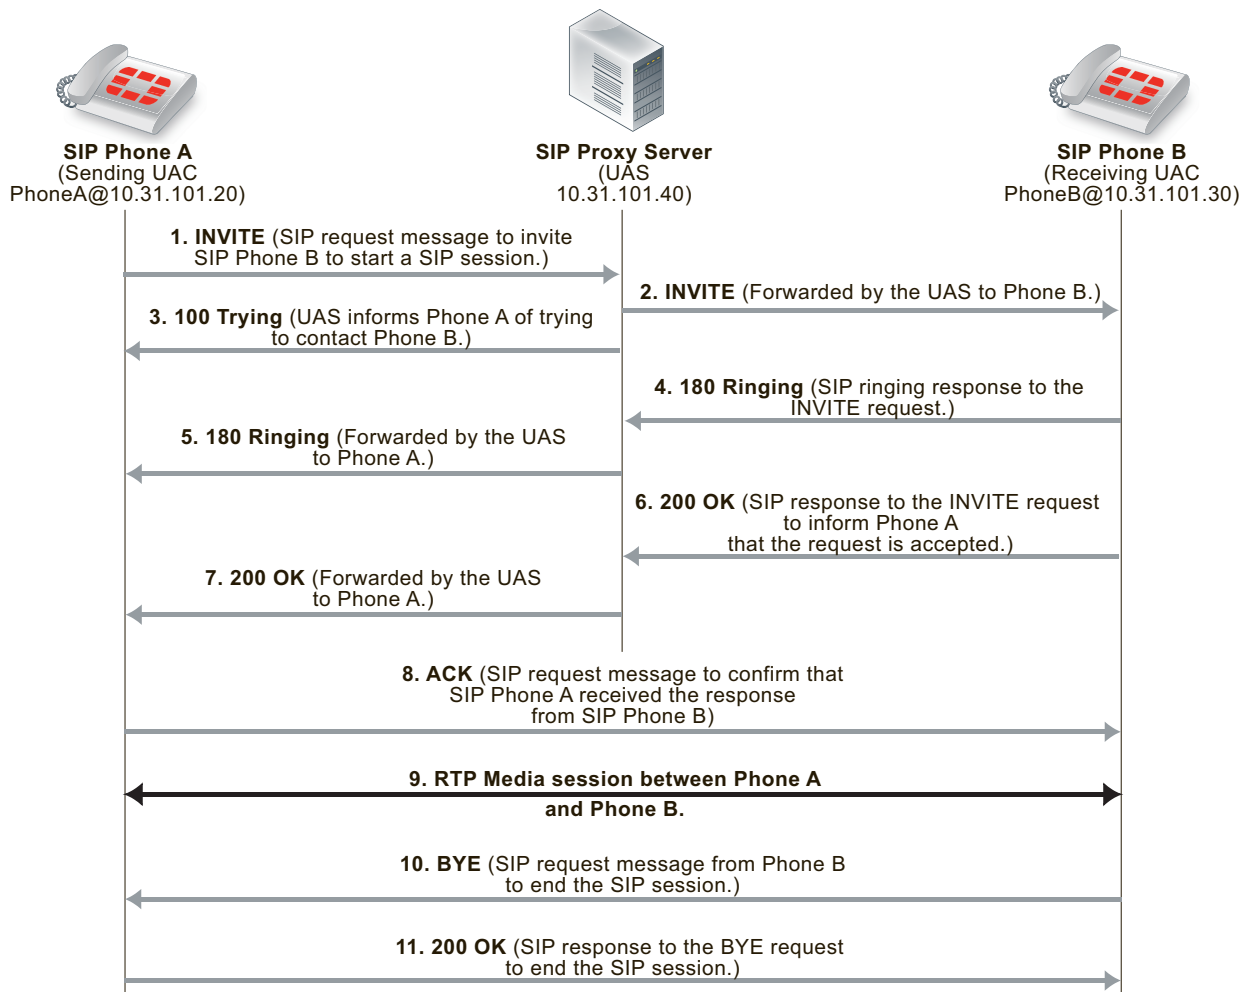 SIP Phone A
(Sending UAC
PhoneA@10.31.101.20)
SIP Proxy Server
(UAS
10.31.101.40)
SIP Phone B
(Receiving UAC
PhoneB@10.31.101.30)
1. INVITE (SIP request message to invite
SIP Phone B to start a SIP session.)
2. INVITE (Forwarded by the UAS to Phone B.)
3. 100 Trying (UAS informs Phone A of trying
to contact Phone B.)
4. 180 Ringing (SIP ringing response to the
INVITE request.)
5. 180 Ringing (Forwarded by the UAS
to Phone A.)
6. 200 OK (SIP response to the INVITE request
to inform Phone A
that the request is accepted.)
7. 200 OK (Forwarded by the UAS
to Phone A.)
8. ACK (SIP request message to confirm that
SIP Phone A received the response
from SIP Phone B)
9. RTP Media session between Phone A
and Phone B.
10. BYE (SIP request message from Phone B
to end the SIP session.)
11. 200 OK (SIP response to the BYE request
to end the SIP session.)